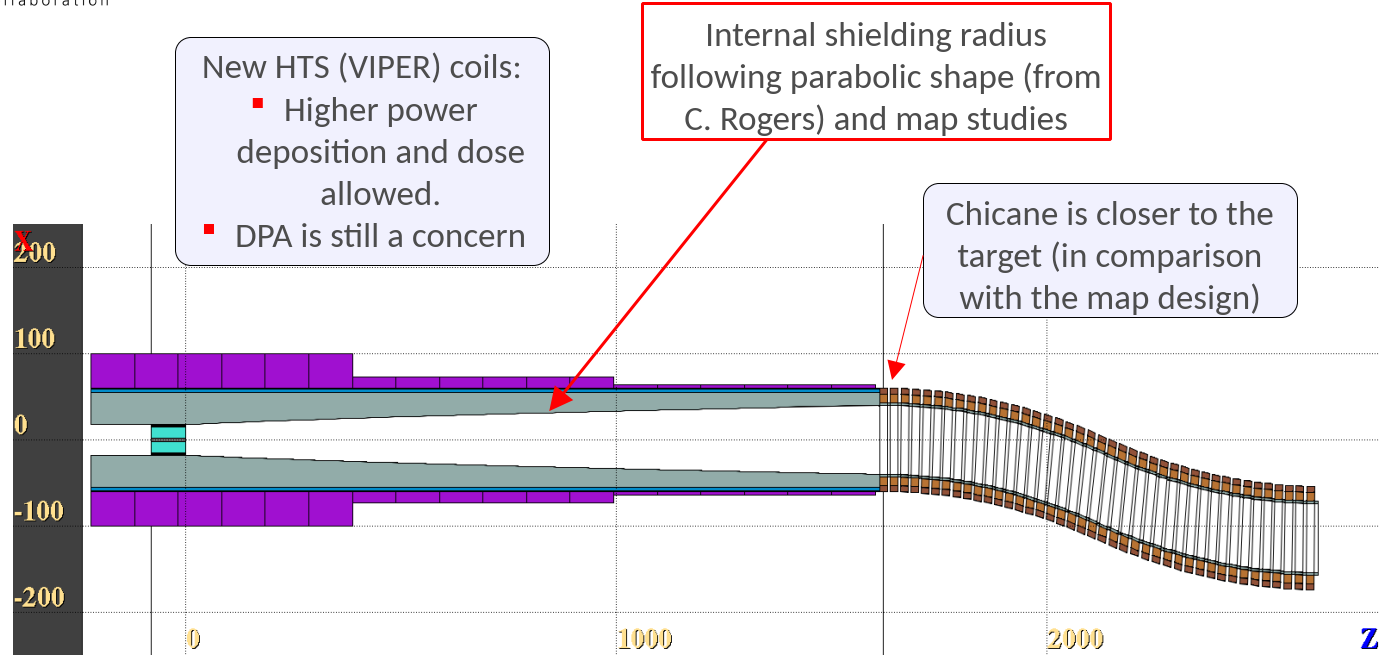 New HTS (VIPER) coils:
Higher power
deposition and dose
allowed.
DPA is still a concern
Internal shielding radius
following parabolic shape (from
C. Rogers) and map studies
Chicane is closer to the
target (in comparison
with the map design)
X
200
100
0
-100
-200
0
1000
2000
Z